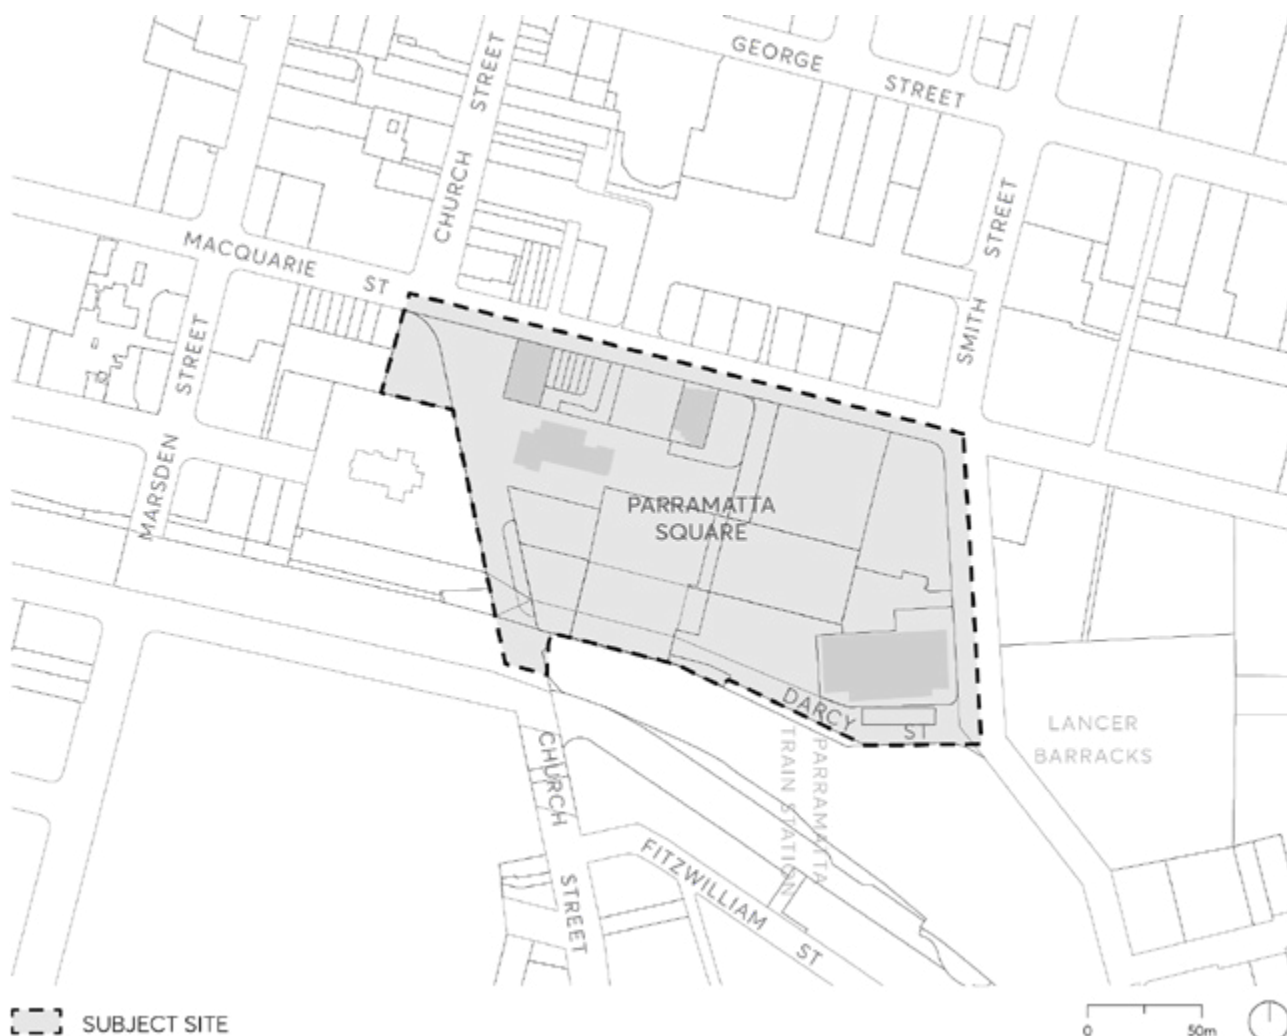 GEORGE STREET
CHURCH STREET
MACQUARIE ST
SMITH STREET
MARSDEN STREET
PARRAMATTA
SQUARE
DARCY ST
LANCER
BARRACKS
PARRAMATTA
TRAIN STATION
CHURCH STREET
FITZWILLIAM ST
SUBJECT SITE
0 50m